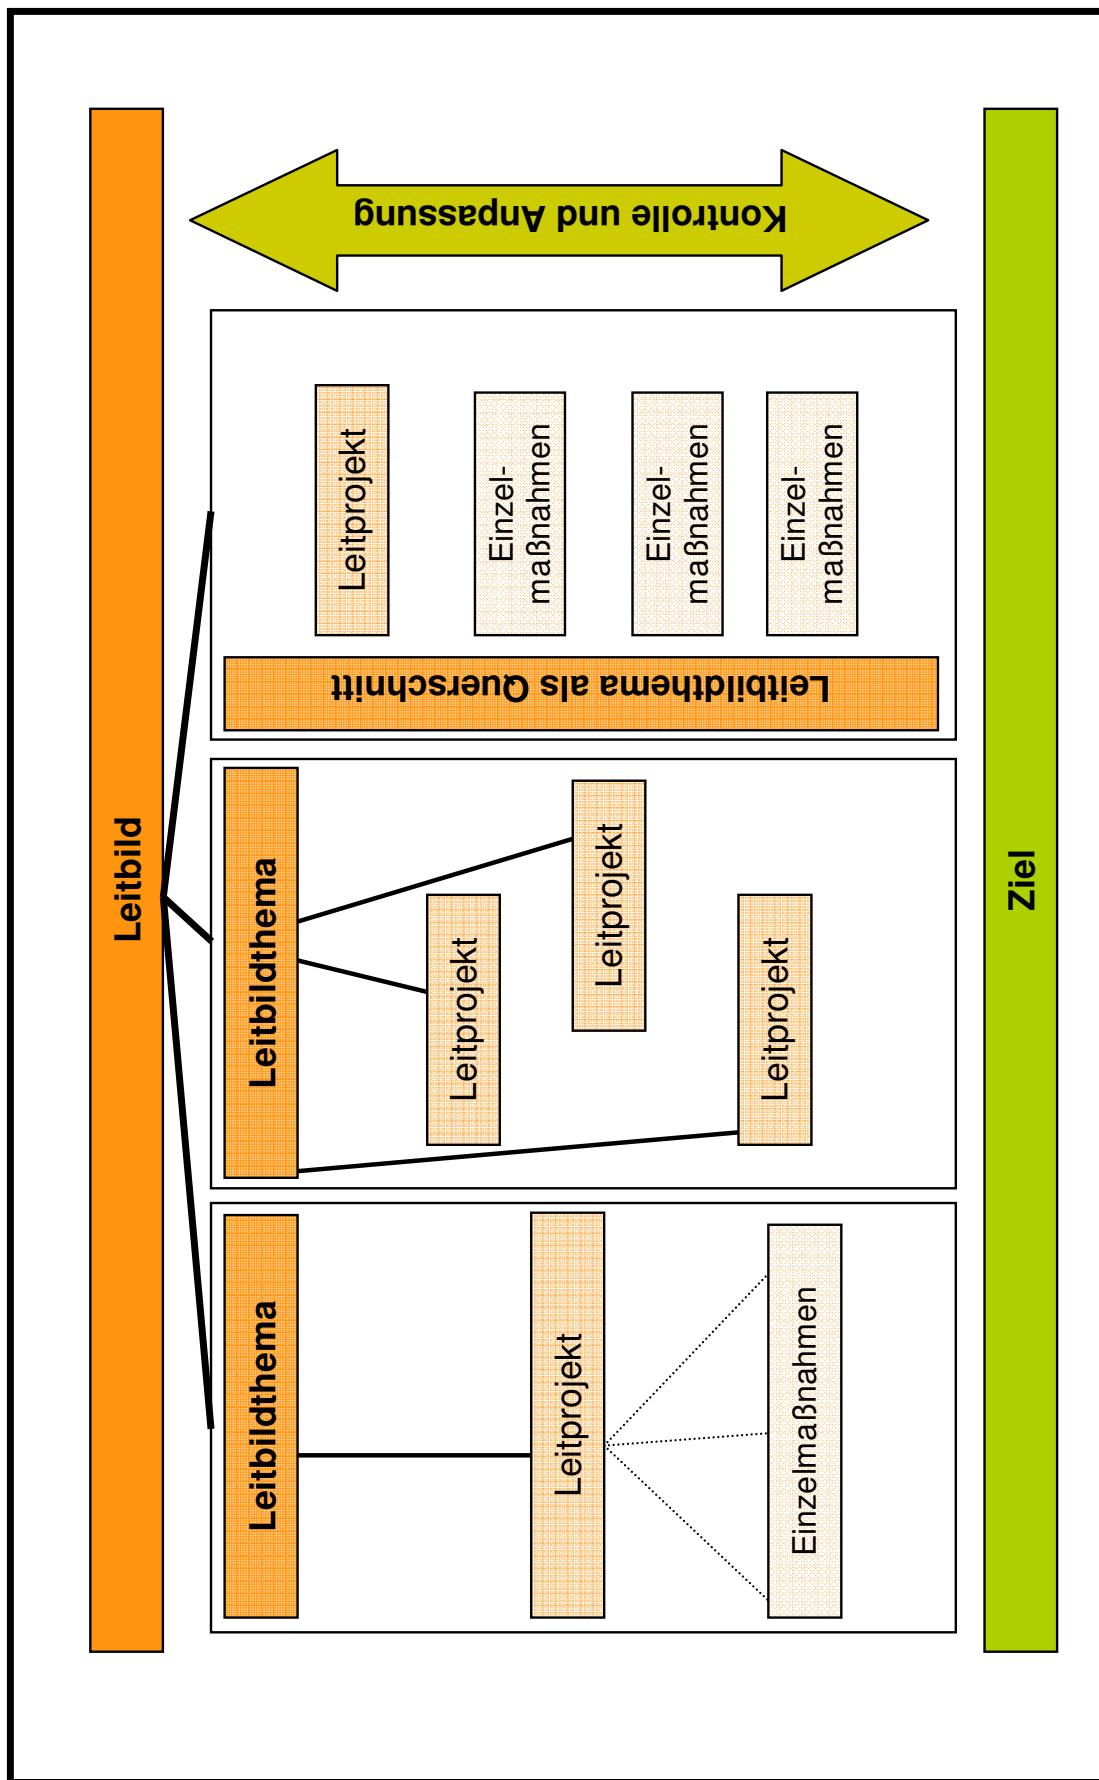 Leitbild
Leitbildthema
Leitprojekt
Einzelmaßnahmen
Leitbildthema
Leitprojekt
Leitprojekt
Leitprojekt
Leitbildthema als Querschnitt
Leitprojekt
Einzel-
maßnahmen
Einzel-
maßnahmen
Einzel-
maßnahmen
Kontrolle und Anpassung
Ziel